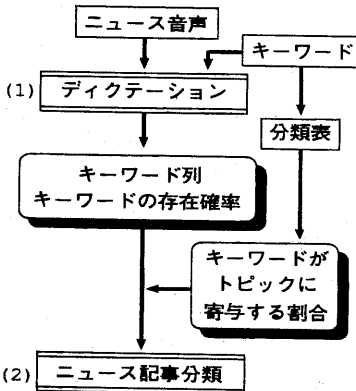 ニュース音声
キーワード
(1) ディクテーション
分類表
キーワード列
キーワードの存在確率
キーワードが
トピックに
寄与する割合
(2) ニュース記事分類